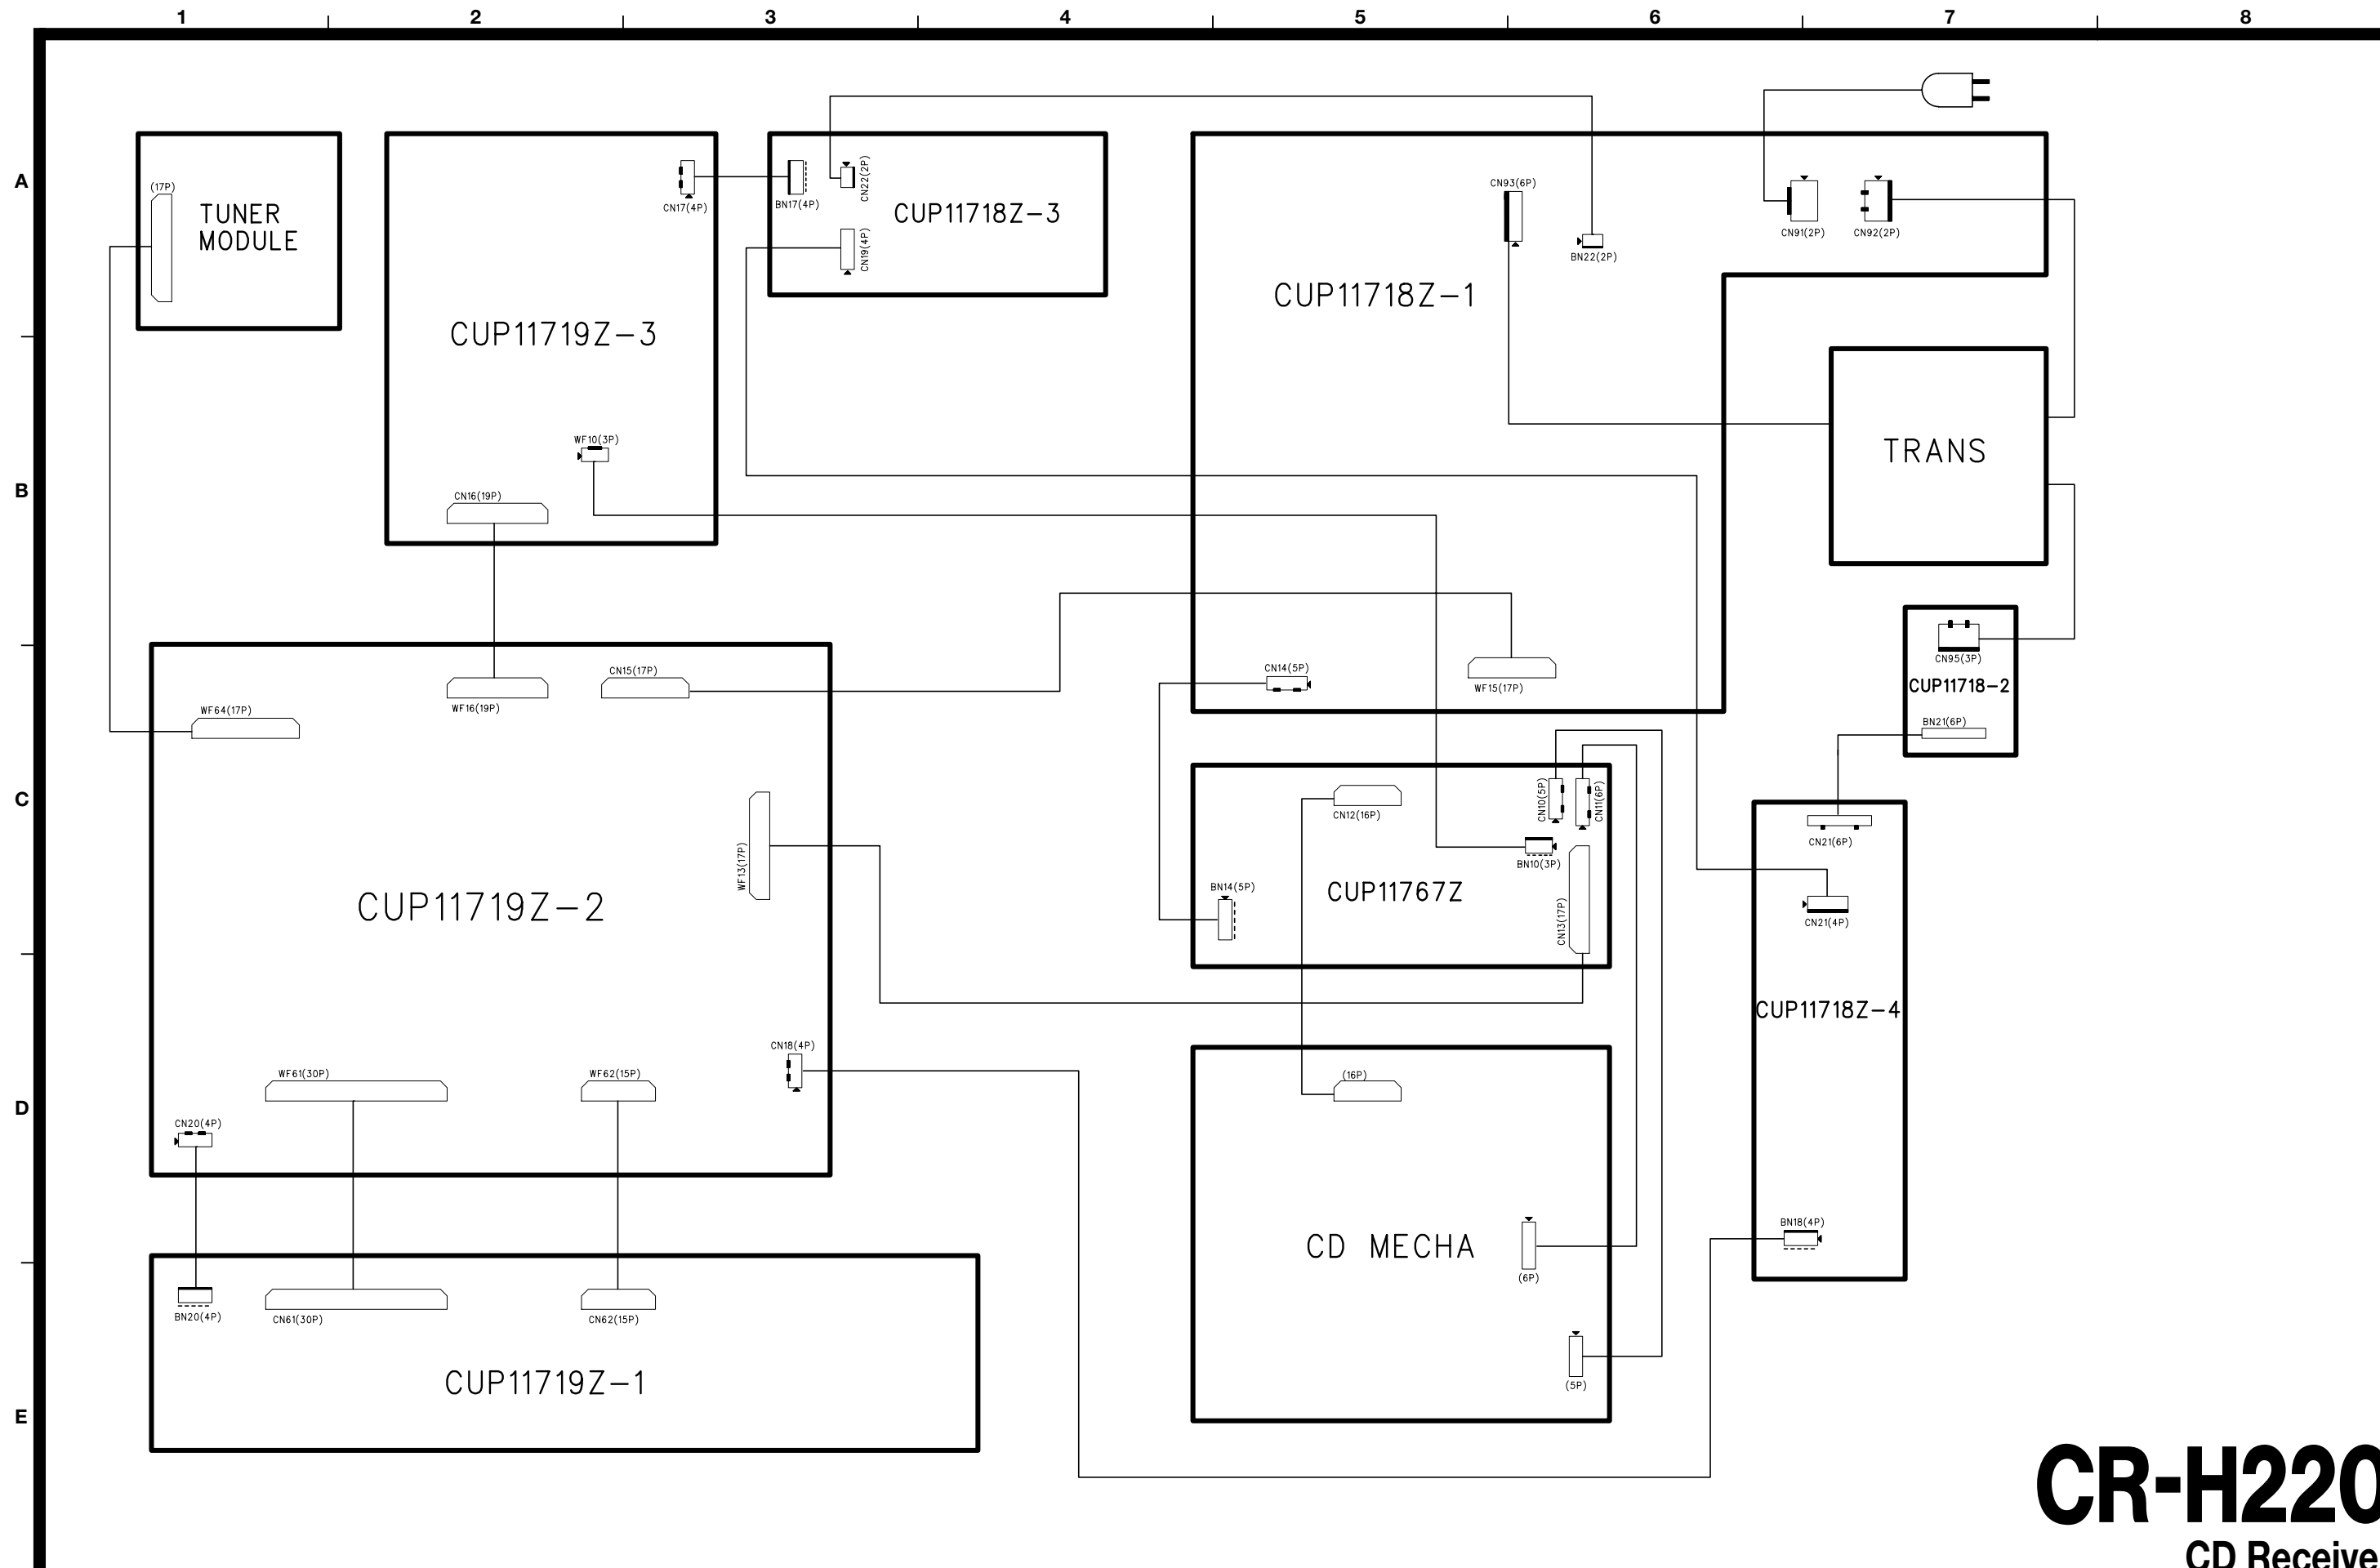 1 2 3 4 5 6 7 8
A
B
C
D
E
(17P)
TUNER
MODULE
CN17(4P)
CUP11719Z-3
WF10(3P)
CN16(19P)
BN17(4P)
CN22(2P)
CUP11718Z-3
CN19(4P)
CN93(6P)
BN22(2P)
CN91(2P)
CN92(2P)
CUP11718Z-1
TRANS
CN14(5P)
WF15(17P)
CN95(3P)
CUP11718-2
BN21(6P)
CN15(17P)
WF16(19P)
WF64(17P)
WF13(17P)
CUP11719Z-2
CN18(4P)
WF61(30P)
WF62(15P)
CN20(4P)
CN12(16P)
CN10(5P)
CN11(6P)
BN10(3P)
CUP11767Z
BN14(5P)
CN13(17P)
CN21(6P)
CN21(4P)
CUP11718Z-4
BN18(4P)
(16P)
CD MECHA
(6P)
(5P)
BN20(4P)
CN61(30P)
CN62(15P)
CUP11719Z-1
CR-H220
CD Receive